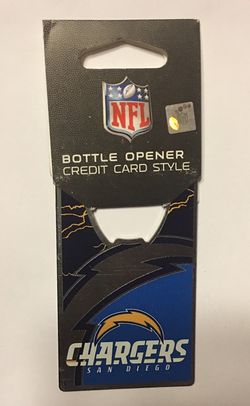 NFL
BOTTLE OPENER
CREDIT CARD STYLE
CHARGERS
SAN DIEGO